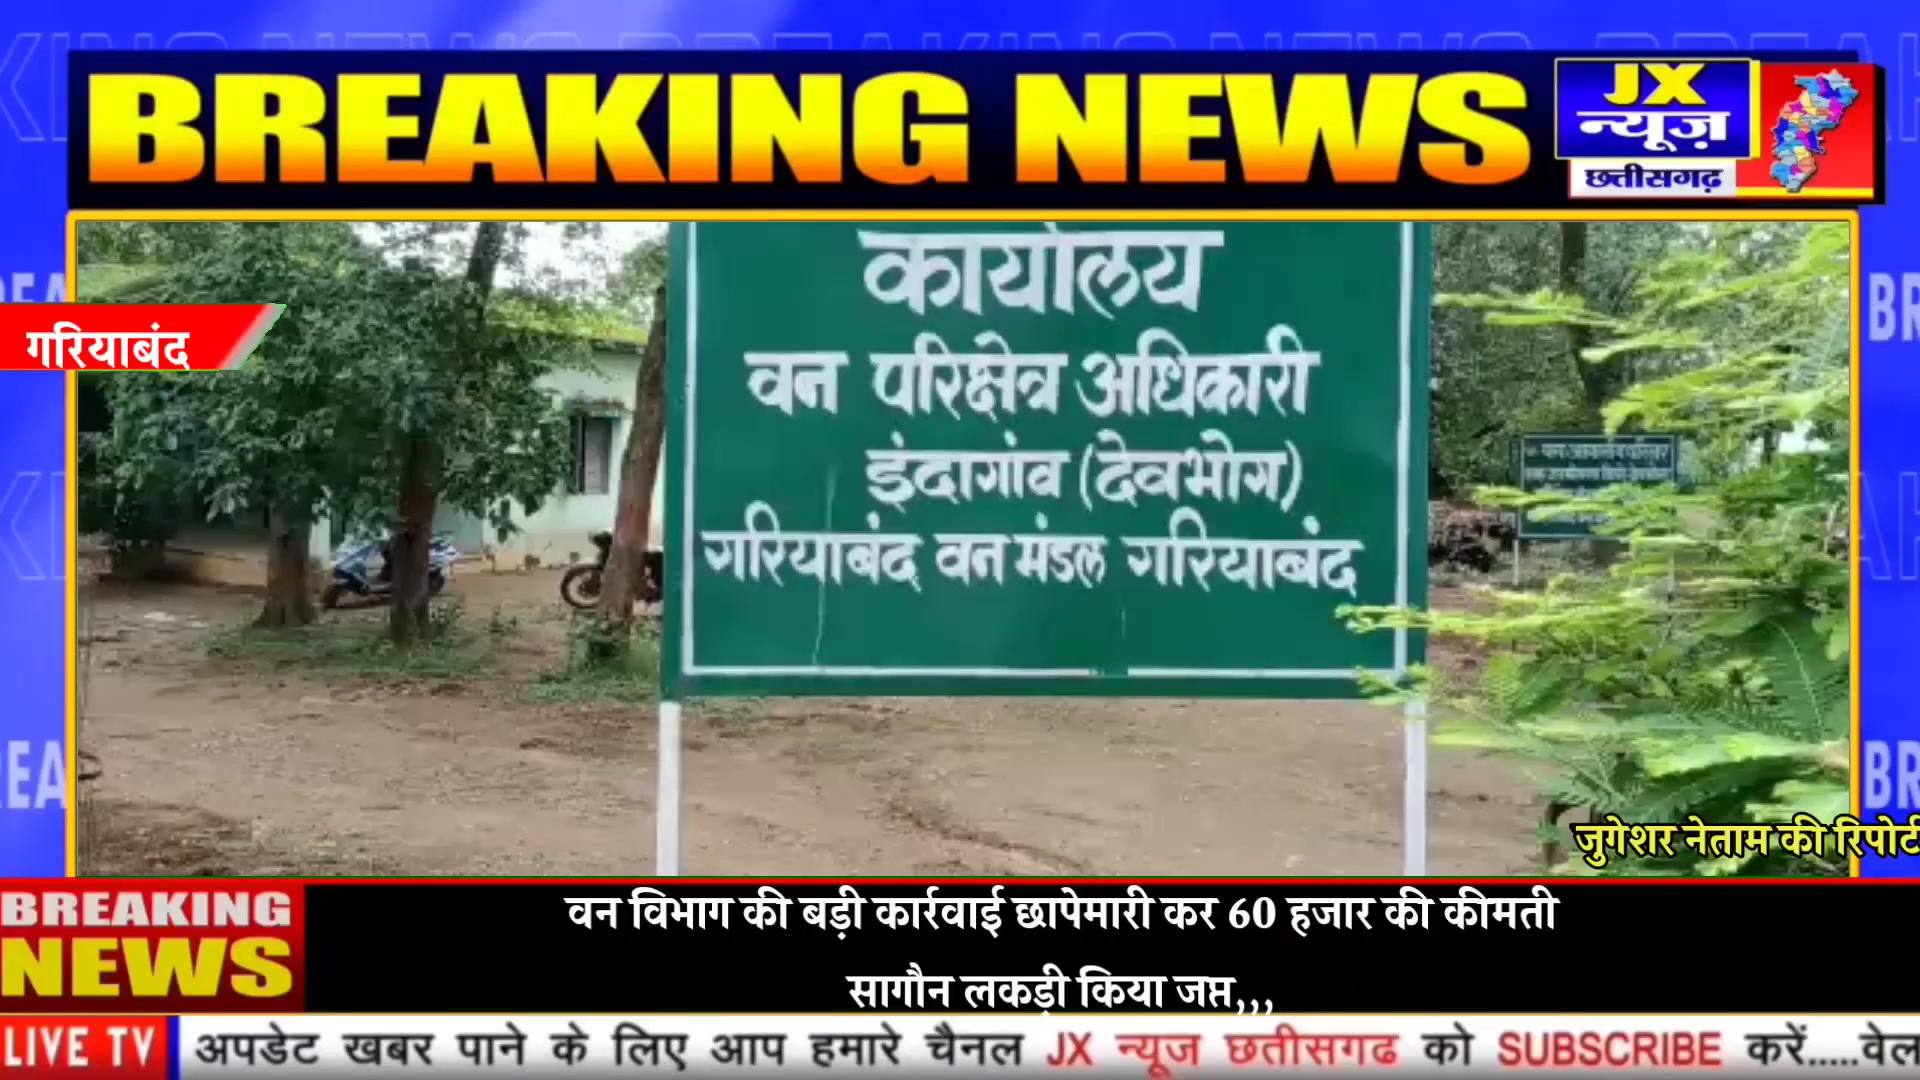 BREAKING NEWS
JX
न्यूज़
छत्तीसगढ़
गरियाबंद
कार्यालय
वन परिक्षेत्र अधिकारी
इंदागांव (देवभोग)
गरियाबंद वन मंडल गरियाबंद
जुगेशर नेताम की रिपोर्ट
BREAKING
NEWS
वन विभाग की बड़ी कार्रवाई छापेमारी कर 60 हजार की कीमती
सागौन लकड़ी किया जप्त,,,
LIVE TV
अपडेट खबर पाने के लिए आप हमारे चैनल JX न्यूज छतीसगढ को SUBSCRIBE करें.....वेल